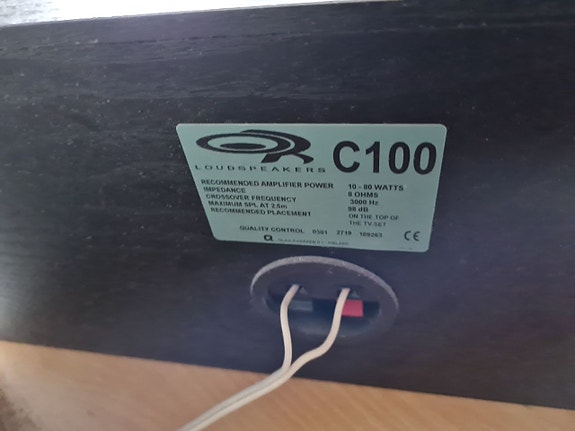 LOUDSPEAKERS
C100
RECOMMENDED AMPLIFIER POWER 10 - 80 WATTS
IMPEDANCE 8 OHMS
CROSSOVER FREQUENCY 3000 Hz
MAXIMUM SPL AT 2.5m 98 dB
RECOMMENDED PLACEMENT ON THE TOP OF
THE TV-SET
QUALITY CONTROL 0301 2719 CE